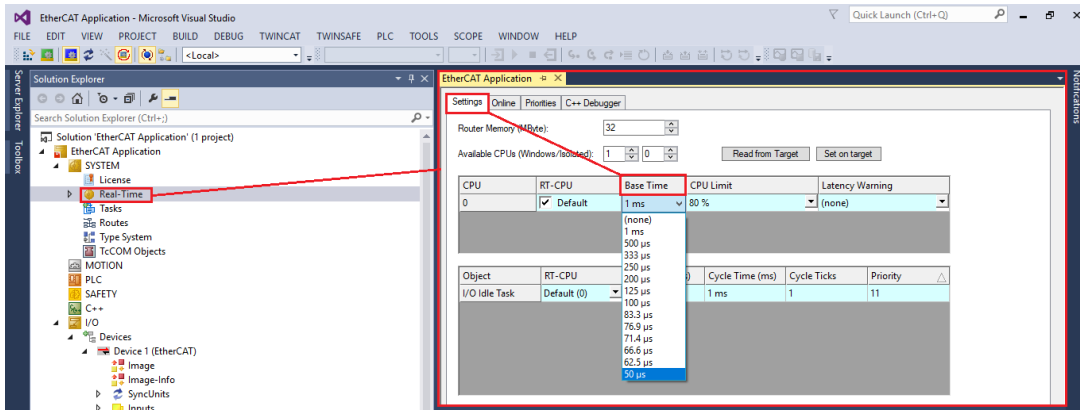 EtherCAT Application - Microsoft Visual Studio
Quick Launch (Ctrl+Q)
FILE EDIT VIEW PROJECT BUILD DEBUG TWINCAT TWINSAFE PLC TOOLS SCOPE WINDOW HELP
<Local>
Server Explorer
Toolbox
Solution Explorer
Search Solution Explorer (Ctrl+;)
Solution 'EtherCAT Application' (1 project)
EtherCAT Application
SYSTEM
License
Real-Time
Tasks
Routes
Type System
TcCOM Objects
MOTION
PLC
SAFETY
C++
I/O
Devices
Device 1 (EtherCAT)
Image
Image-Info
SyncUnits
Inputs
EtherCAT Application
Notifications
Settings Online Priorities C++ Debugger
Router Memory (MByte): 32
Available CPUs (Windows/Isolated): 1 0 Read from Target Set on target
CPU RT-CPU Base Time CPU Limit Latency Warning
0 Default 1 ms 80 % (none)
(none)
1 ms
500 µs
333 µs
250 µs
200 µs
125 µs
100 µs
83.3 µs
76.9 µs
71.4 µs
66.6 µs
62.5 µs
50 µs
Object RT-CPU Cycle Time (ms) Cycle Ticks Priority
I/O Idle Task Default (0) 1 ms 1 11